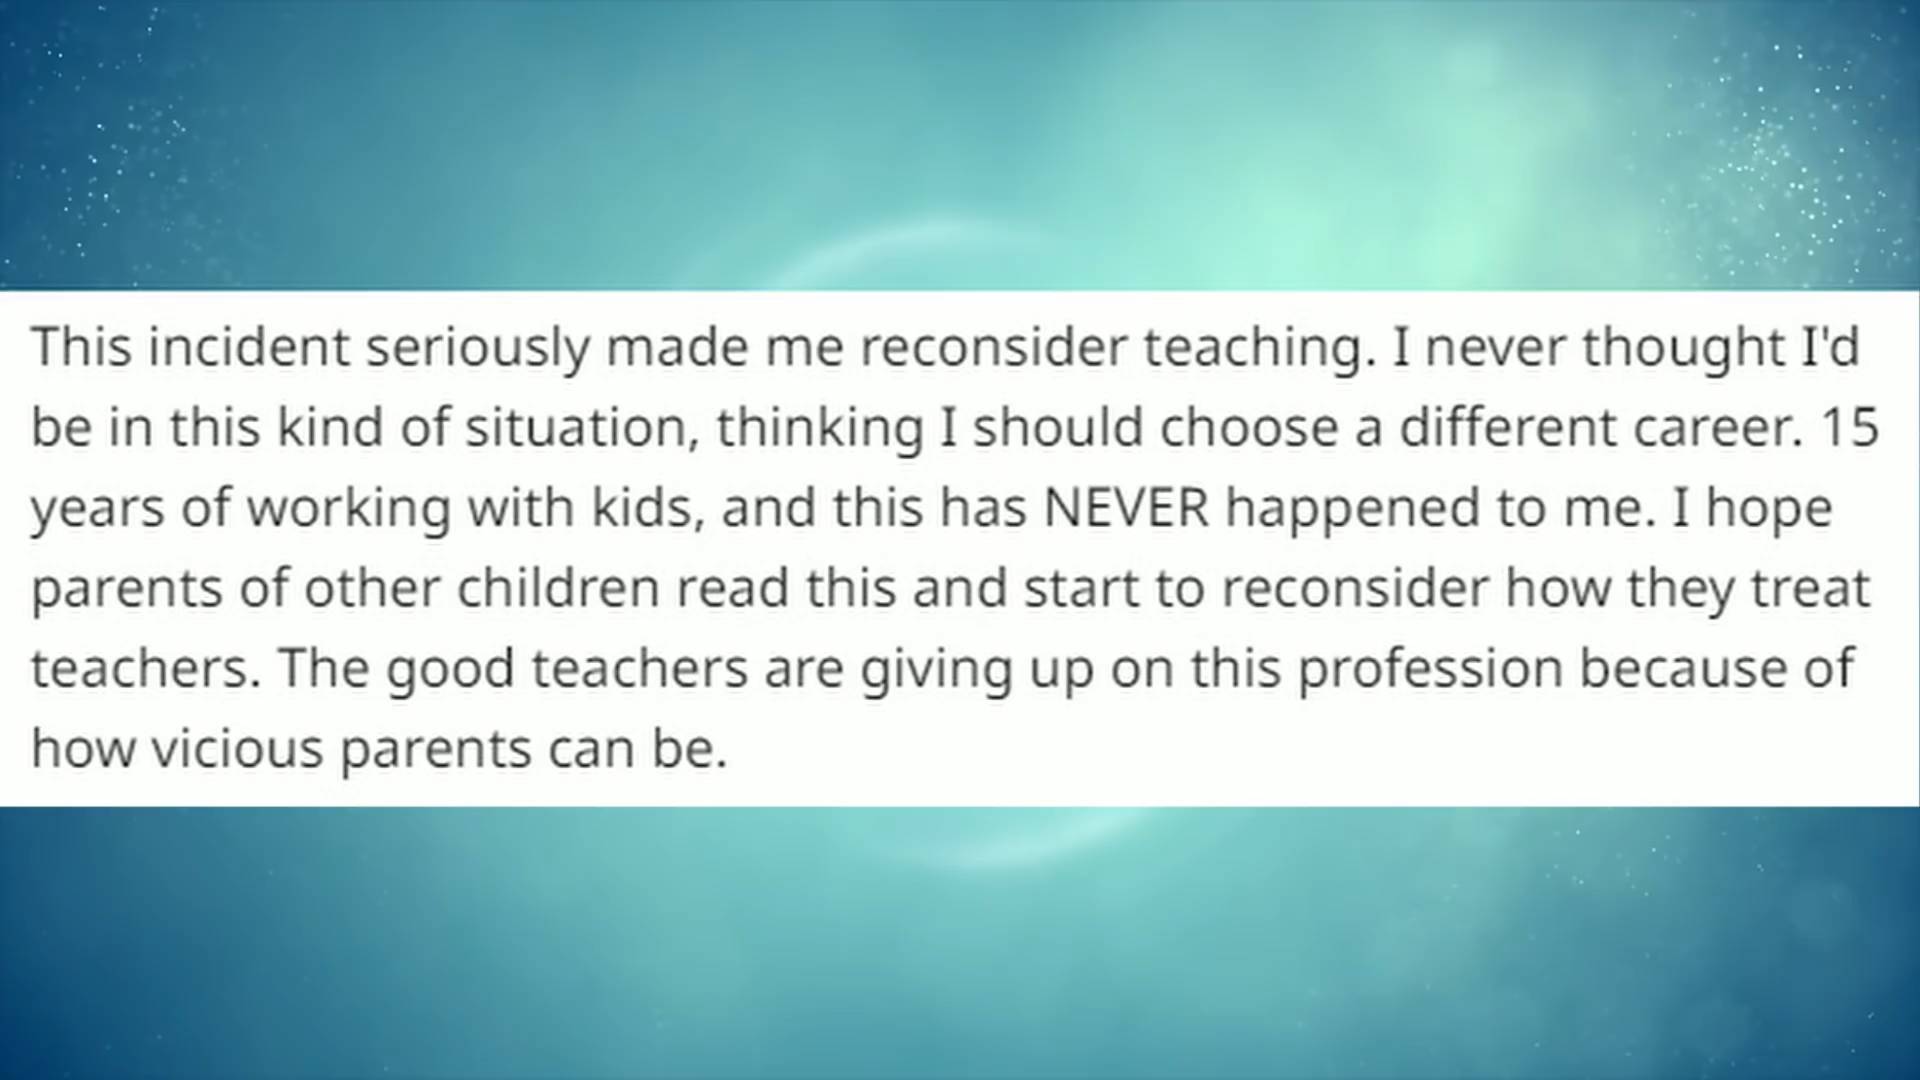 This incident seriously made me reconsider teaching. I never thought I'd
be in this kind of situation, thinking I should choose a different career. 15
years of working with kids, and this has NEVER happened to me. I hope
parents of other children read this and start to reconsider how they treat
teachers. The good teachers are giving up on this profession because of
how vicious parents can be.